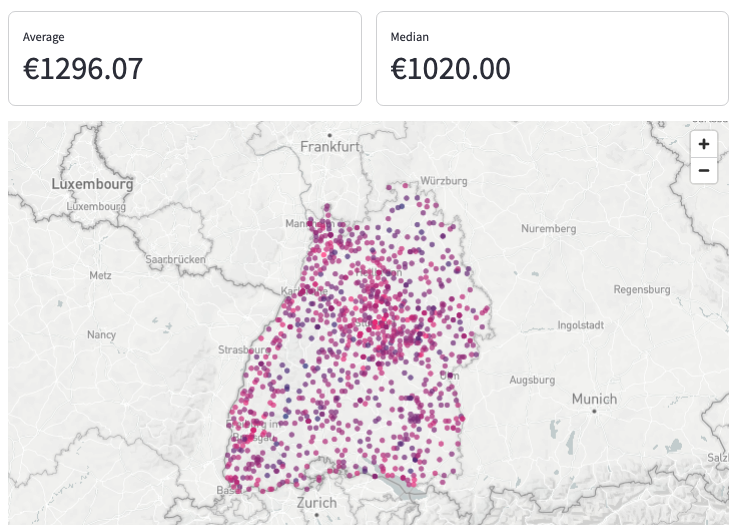 Average
€1296.07
Median
€1020.00
+
−
Frankfurt
Würzburg
Luxembourg
Luxembourg
Nuremberg
Saarbrücken
Metz
Regensburg
Ingolstadt
Nancy
Strasbourg
Augsburg
Munich
Zurich